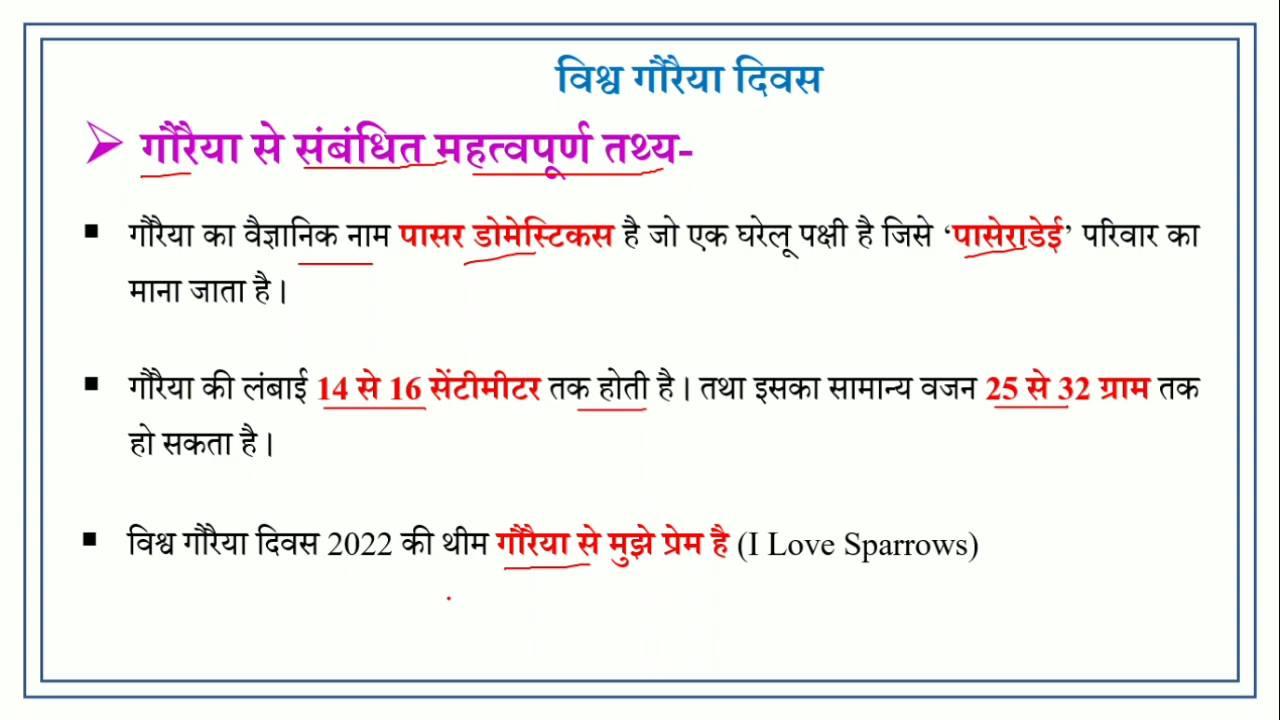 विश्व गौरैया दिवस
गौरैया से संबंधित महत्वपूर्ण तथ्य-
गौरैया का वैज्ञानिक नाम पासर डोमेस्टिकस है जो एक घरेलू पक्षी है जिसे ‘पासेराडेई’ परिवार का
माना जाता है।
गौरैया की लंबाई 14 से 16 सेंटीमीटर तक होती है। तथा इसका सामान्य वजन 25 से 32 ग्राम तक
हो सकता है।
विश्व गौरैया दिवस 2022 की थीम गौरैया से मुझे प्रेम है (I Love Sparrows)